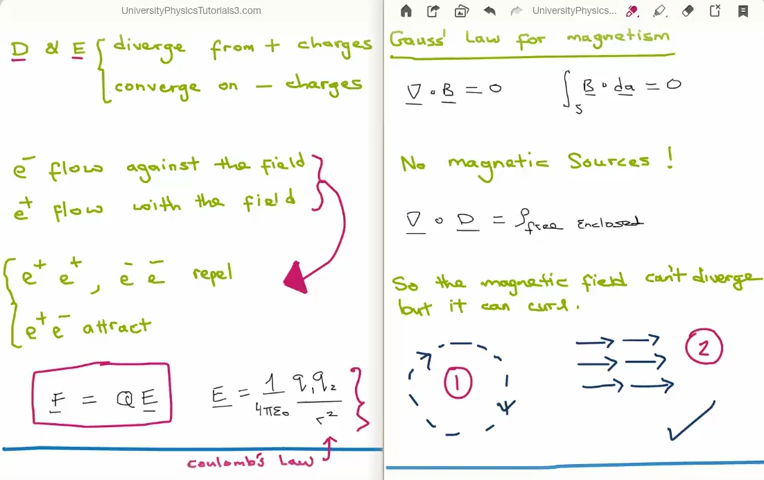 UniversityPhysicsTutorials3.com
D & E { diverge from + charges
converge on - charges
e⁻ flow against the field
e⁺ flow with the field
e⁺ e⁺, e⁻ e⁻ repel
e⁺ e⁻ attract
F = QE
E = 1/4πε₀ q₁q₂/r²
Coulomb's Law
UniversityPhysics...
Gauss' Law for magnetism
∇ · B = 0 ∫ₛ B · da = 0
No magnetic Sources !
∇ · D = ρfree Enclosed
So the magnetic field can't diverge
but it can curl.
1
2